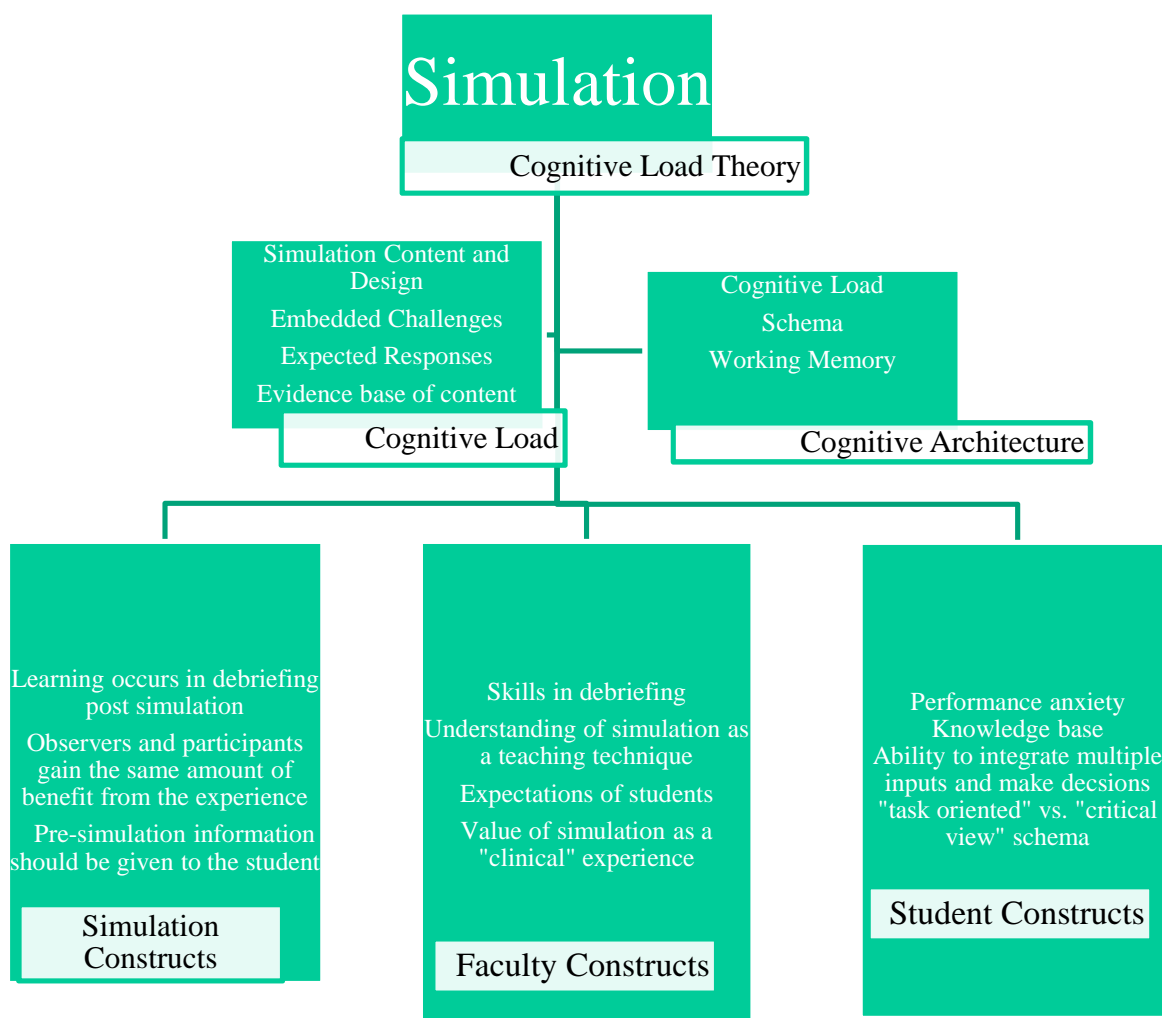 Simulation
Cognitive Load Theory
Simulation Content and
Design
Embedded Challenges
Expected Responses
Evidence base of content
Cognitive Load
Cognitive Load
Schema
Working Memory
Cognitive Architecture
Learning occurs in debriefing
post simulation
Observers and participants
gain the same amount of
benefit from the experience
Pre-simulation information
should be given to the student
Simulation
Constructs
Skills in debriefing
Understanding of simulation as
a teaching technique
Expectations of students
Value of simulation as a
"clinical" experience
Faculty Constructs
Performance anxiety
Knowledge base
Ability to integrate multiple
inputs and make decsions
"task oriented" vs. "critical
view" schema
Student Constructs